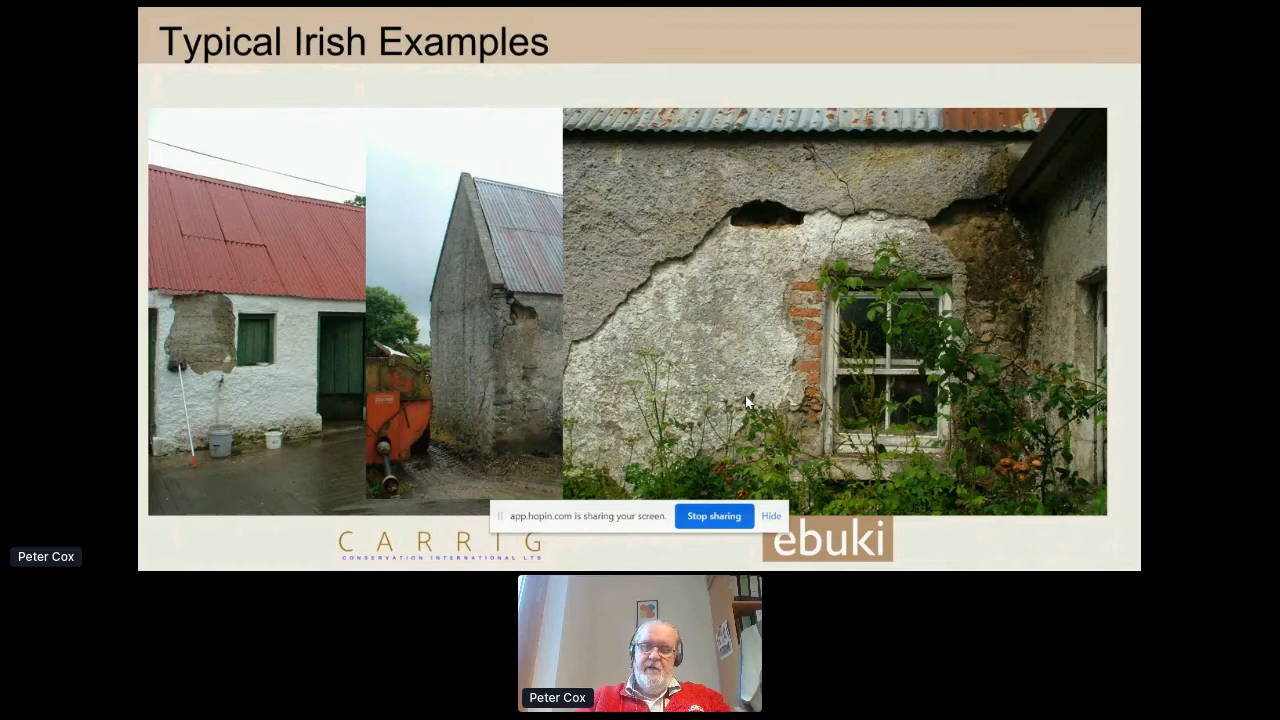 Typical Irish Examples
app.hopin.com is sharing your screen.
Stop sharing
Hide
CARRIG
CONSERVATION INTERNATIONAL LTD
ebuki
Peter Cox
Peter Cox